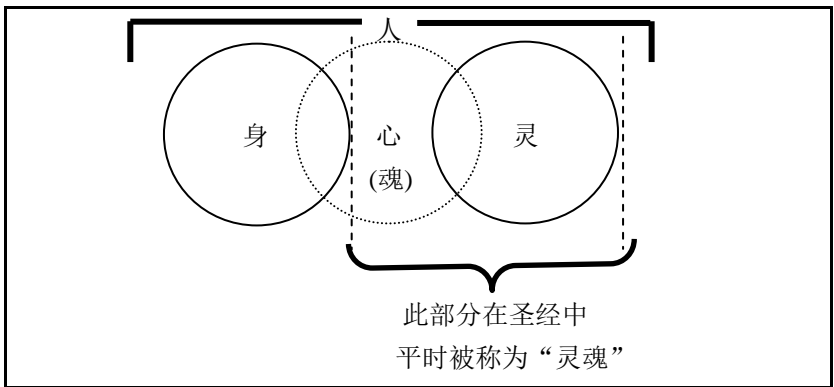 人
身 心 灵
(魂)
此部分在圣经中
平时被称为“灵魂”